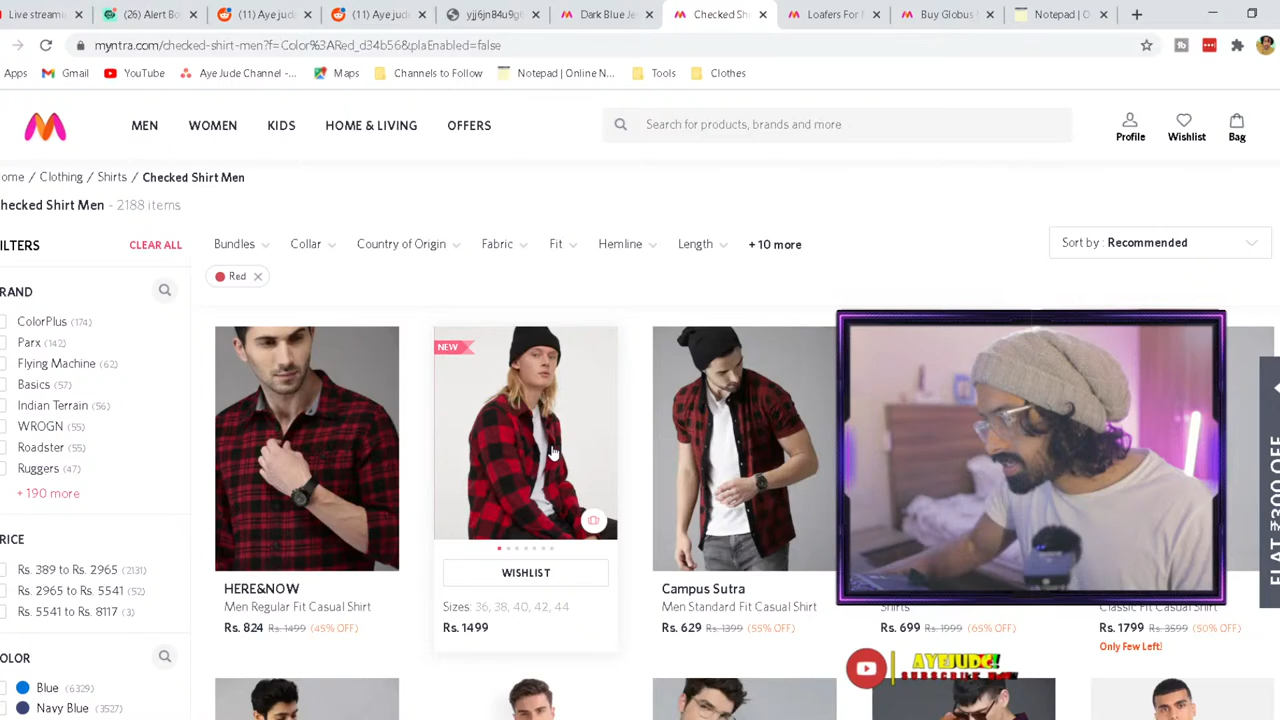 Live streami
(26) Alert Bo
(11) Aye jud
(11) Aye jud
yjj6jn84u9g6
Dark Blue Je
Checked Shi
Loafers For
Buy Globus
Notepad | O
myntra.com/checked-shirt-men?f=Color%3ARed_d34b56&plaEnabled=false
Apps
Gmail
YouTube
Aye Jude Channel -...
Maps
Channels to Follow
Notepad | Online N...
Tools
Clothes
MEN
WOMEN
KIDS
HOME & LIVING
OFFERS
Search for products, brands and more
Profile
Wishlist
Bag
ome / Clothing / Shirts / Checked Shirt Men
hecked Shirt Men - 2188 items
ILTERS
CLEAR ALL
Bundles
Collar
Country of Origin
Fabric
Fit
Hemline
Length
+ 10 more
Sort by : Recommended
Red
RAND
ColorPlus (174)
Parx (142)
Flying Machine (62)
Basics (57)
Indian Terrain (56)
WROGN (55)
Roadster (55)
Ruggers (47)
+ 190 more
RICE
Rs. 389 to Rs. 2965 (2131)
Rs. 2965 to Rs. 5541 (52)
Rs. 5541 to Rs. 8117 (3)
OLOR
Blue (6329)
Navy Blue (3527)
HERE&NOW
Men Regular Fit Casual Shirt
Rs. 824 Rs. 1499 (45% OFF)
NEW
WISHLIST
Sizes: 36, 38, 40, 42, 44
Rs. 1499
Campus Sutra
Men Standard Fit Casual Shirt
Rs. 629 Rs. 1399 (55% OFF)
Shirts
Rs. 699 Rs. 1999 (65% OFF)
Classic Fit Casual Shirt
Rs. 1799 Rs. 3599 (50% OFF)
Only Few Left!
FLAT ₹300 OFF
AYEJUDE!
SUBSCRIBE NOW